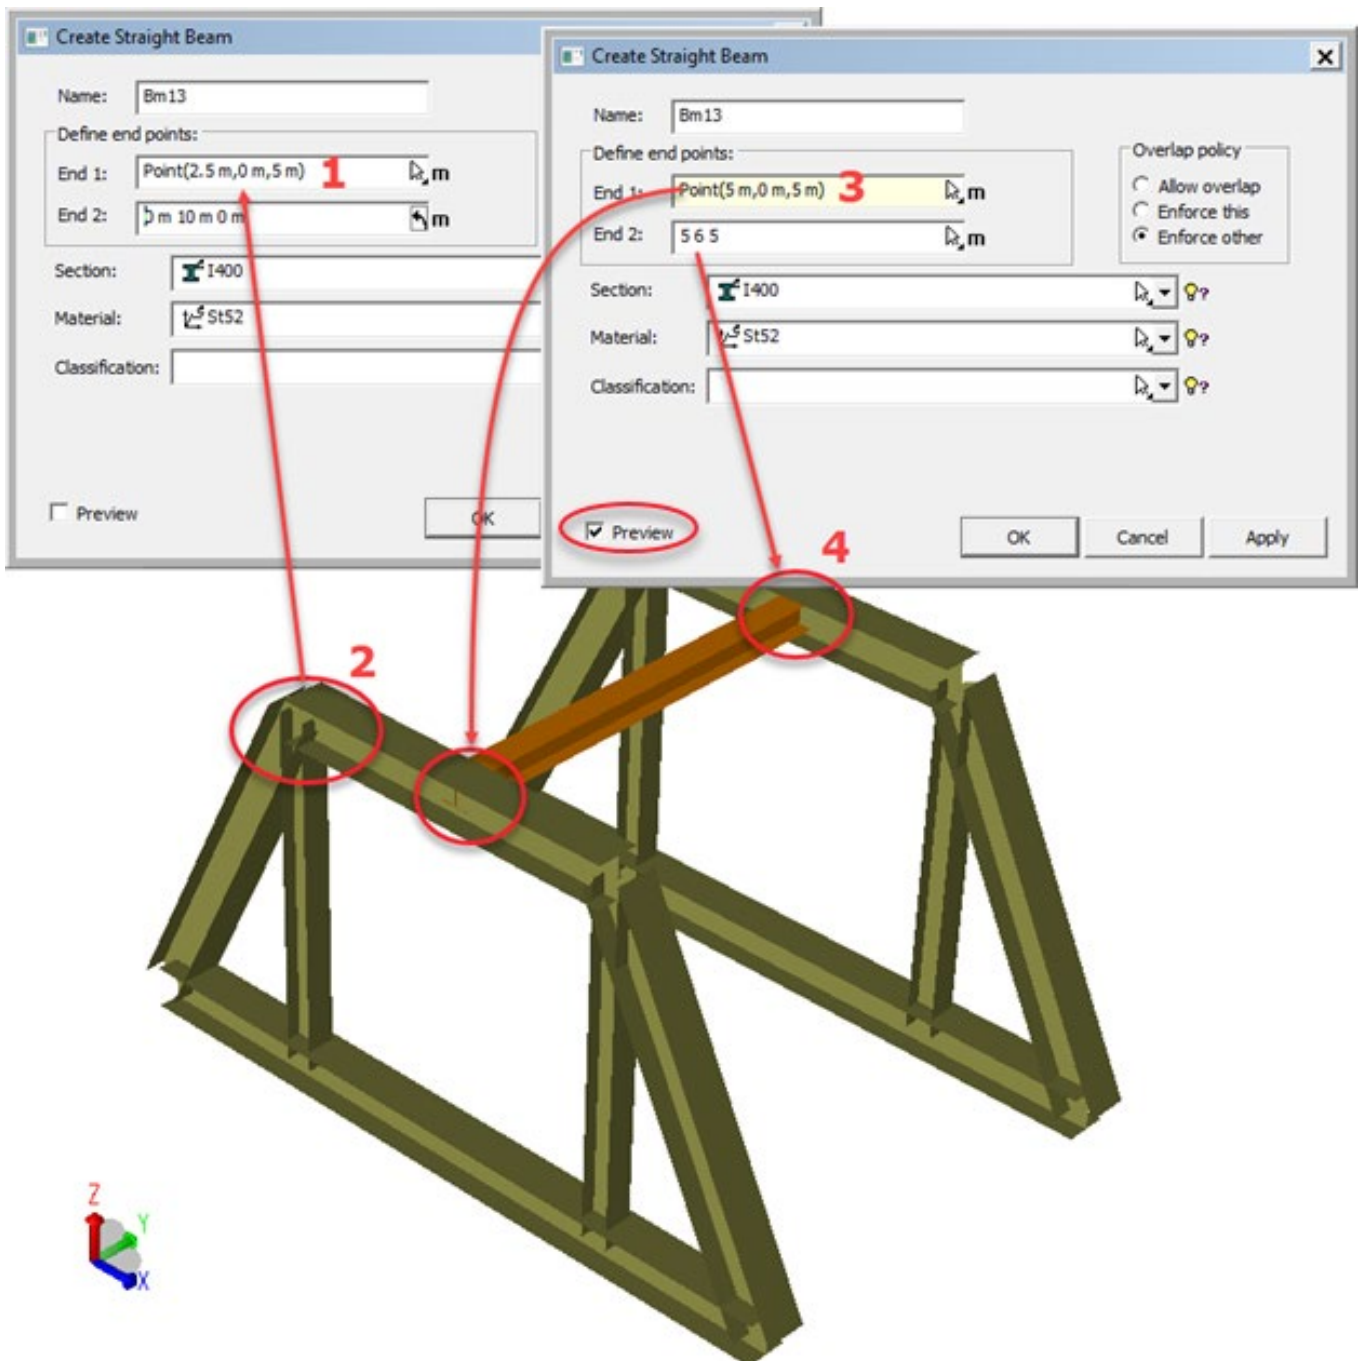 Create Straight Beam
Name: Bm13
Define end points:
End 1: Point(2.5 m,0 m,5 m) m
1
End 2: 0 m 10 m 0 m m
Section: I400
Material: St52
Classification:
Preview
OK
Create Straight Beam
Name: Bm13
Define end points:
End 1: Point(5 m,0 m,5 m) m
3
End 2: 5 6 5 m
Overlap policy
Allow overlap
Enforce this
Enforce other
Section: I400 ?
Material: St52 ?
Classification: ?
Preview
OK Cancel Apply
4
2
Z
Y
X